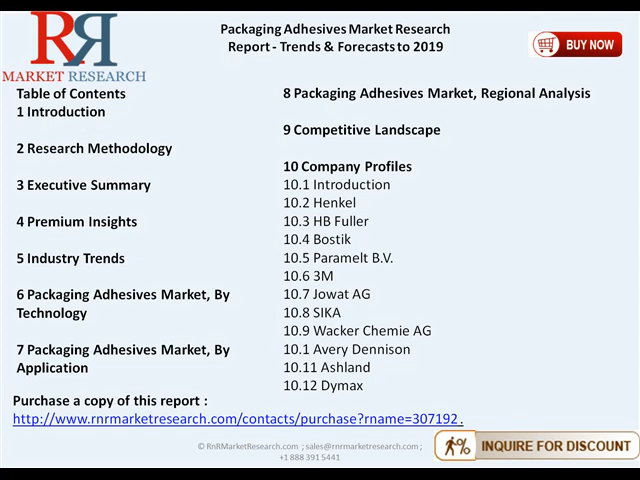 Packaging Adhesives Market Research
Report - Trends & Forecasts to 2019
BUY NOW
RR
MARKET RESEARCH
Table of Contents
1 Introduction
2 Research Methodology
3 Executive Summary
4 Premium Insights
5 Industry Trends
6 Packaging Adhesives Market, By
Technology
7 Packaging Adhesives Market, By
Application
8 Packaging Adhesives Market, Regional Analysis
9 Competitive Landscape
10 Company Profiles
10.1 Introduction
10.2 Henkel
10.3 HB Fuller
10.4 Bostik
10.5 Paramelt B.V.
10.6 3M
10.7 Jowat AG
10.8 SIKA
10.9 Wacker Chemie AG
10.1 Avery Dennison
10.11 Ashland
10.12 Dymax
Purchase a copy of this report :
http://www.rnrmarketresearch.com/contacts/purchase?rname=307192 .
© RnRMarketResearch.com ; sales@rnrmarketresearch.com ;
+1 888 391 5441
% INQUIRE FOR DISCOUNT